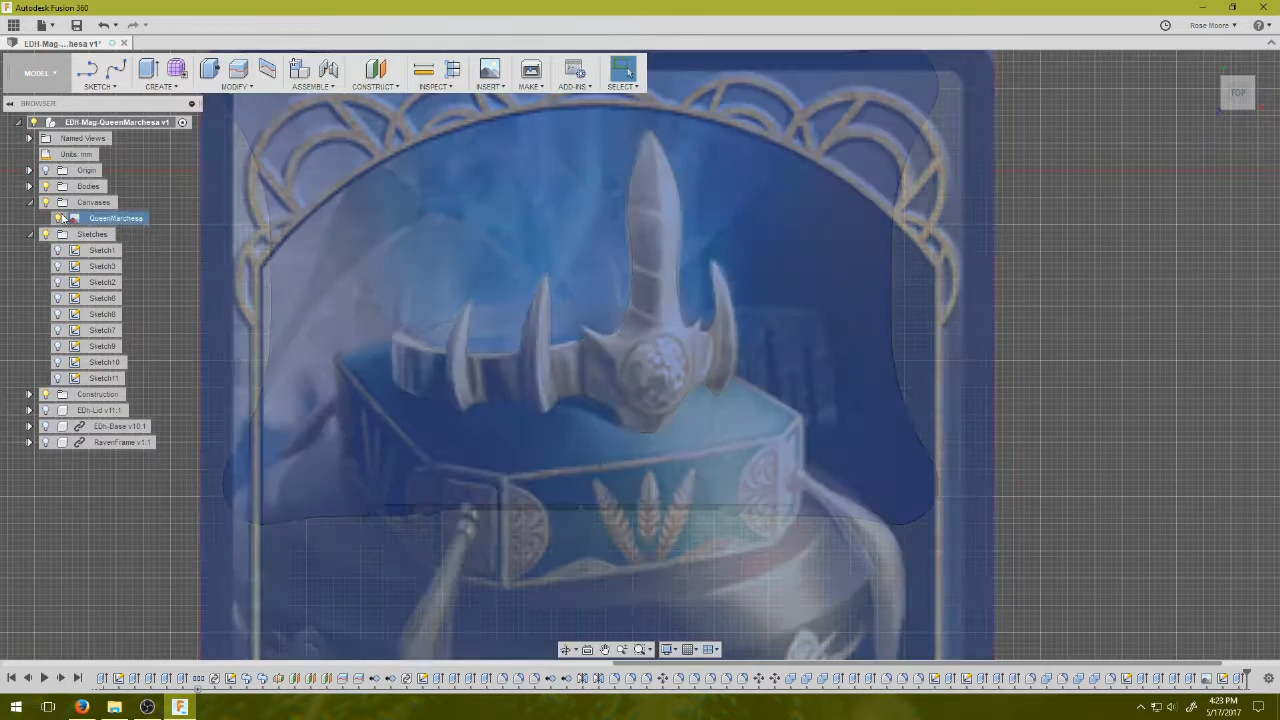 Autodesk Fusion 360
Rose Moore
EDH-Mag-...hesa v1*
MODEL
SKETCH
CREATE
MODIFY
ASSEMBLE
CONSTRUCT
INSPECT
INSERT
MAKE
ADD-INS
SELECT
TOP
BROWSER
EDH-Mag-QueenMarchesa v1
Named Views
Units: mm
Origin
Bodies
Canvases
QueenMarchesa
Sketches
Sketch1
Sketch3
Sketch2
Sketch6
Sketch8
Sketch7
Sketch9
Sketch10
Sketch11
Construction
EDh-Lid v11:1
EDh-Base v10:1
RavenFrame v1:1
4:23 PM
5/17/2017